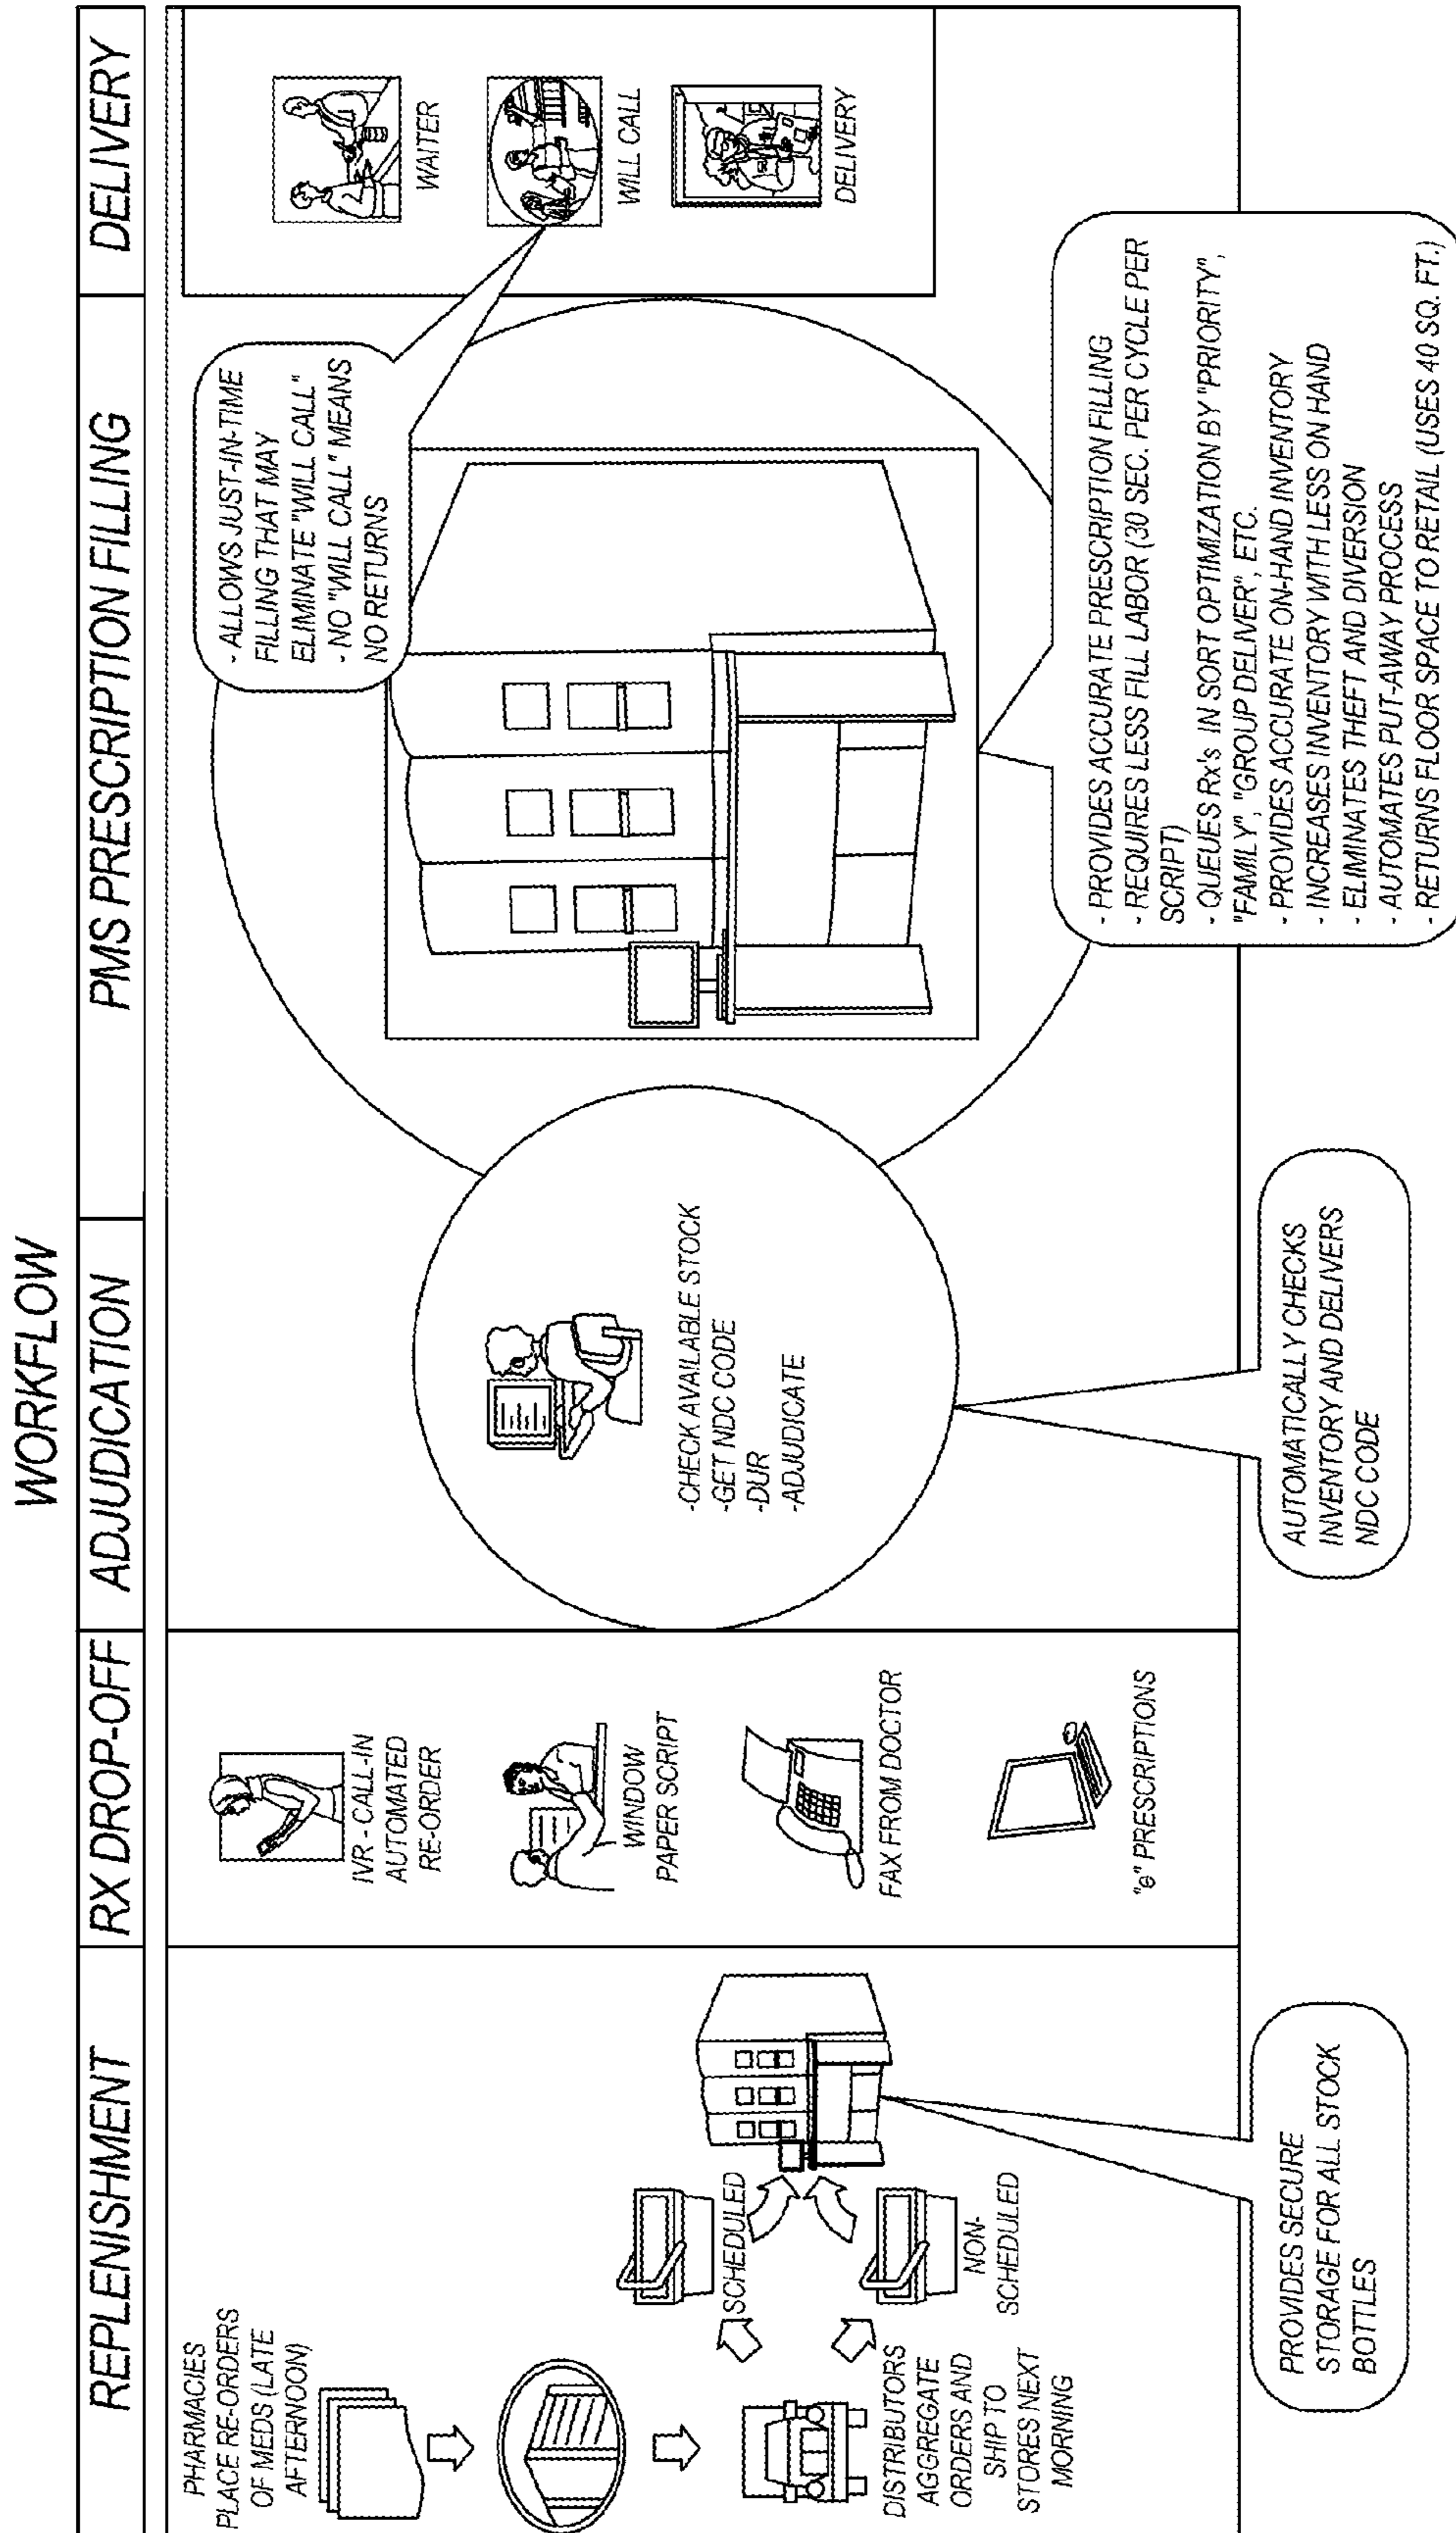 WORKFLOW
REPLENISHMENT
RX DROP-OFF
ADJUDICATION
PMS PRESCRIPTION FILLING
DELIVERY
PHARMACIES
PLACE RE-ORDERS
OF MEDS (LATE
AFTERNOON)
DISTRIBUTORS
AGGREGATE
ORDERS AND
SHIP TO
STORES NEXT
MORNING
SCHEDULED
NON-
SCHEDULED
PROVIDES SECURE
STORAGE FOR ALL STOCK
BOTTLES
IVR - CALL-IN
AUTOMATED
RE-ORDER
WINDOW
PAPER SCRIPT
FAX FROM DOCTOR
"e" PRESCRIPTIONS
-CHECK AVAILABLE STOCK
-GET NDC CODE
-DUR
-ADJUDICATE
AUTOMATICALLY CHECKS
INVENTORY AND DELIVERS
NDC CODE
- ALLOWS JUST-IN-TIME
FILLING THAT MAY
ELIMINATE "WILL CALL"
- NO "WILL CALL" MEANS
NO RETURNS
- PROVIDES ACCURATE PRESCRIPTION FILLING
- REQUIRES LESS FILL LABOR (30 SEC. PER CYCLE PER
SCRIPT)
- QUEUES Rx's IN SORT OPTIMIZATION BY "PRIORITY",
"FAMILY", "GROUP DELIVER", ETC.
- PROVIDES ACCURATE ON-HAND INVENTORY
- INCREASES INVENTORY WITH LESS ON HAND
- ELIMINATES THEFT AND DIVERSION
- AUTOMATES PUT-AWAY PROCESS
- RETURNS FLOOR SPACE TO RETAIL (USES 40 SQ. FT.)
WAITER
WILL CALL
DELIVERY